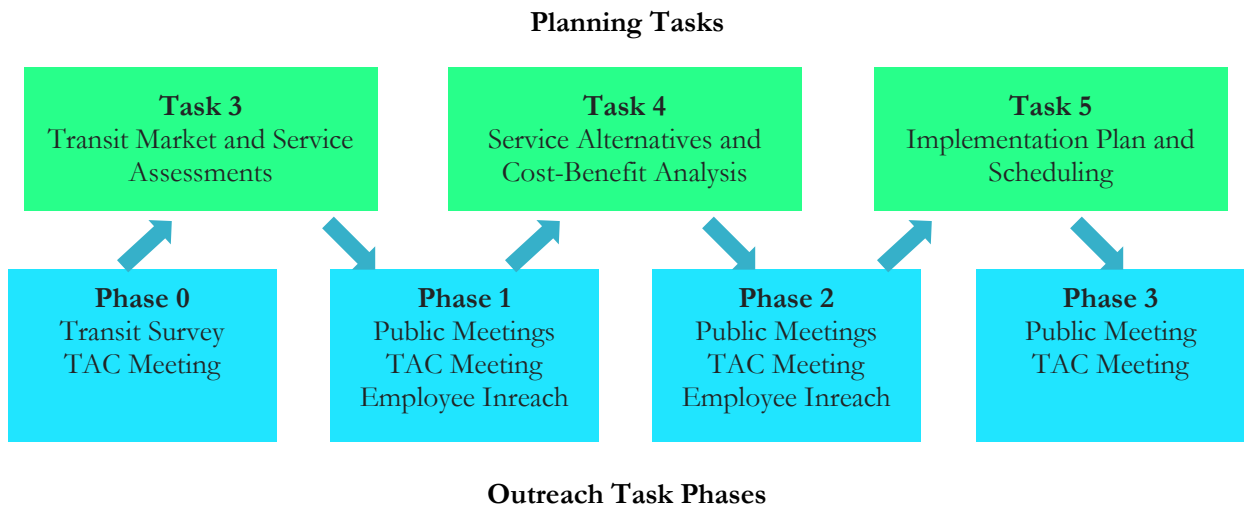 Planning Tasks
Task 3
Transit Market and Service
Assessments
Task 4
Service Alternatives and
Cost-Benefit Analysis
Task 5
Implementation Plan and
Scheduling
Phase 0
Transit Survey
TAC Meeting
Phase 1
Public Meetings
TAC Meeting
Employee Inreach
Phase 2
Public Meetings
TAC Meeting
Employee Inreach
Phase 3
Public Meeting
TAC Meeting
Outreach Task Phases